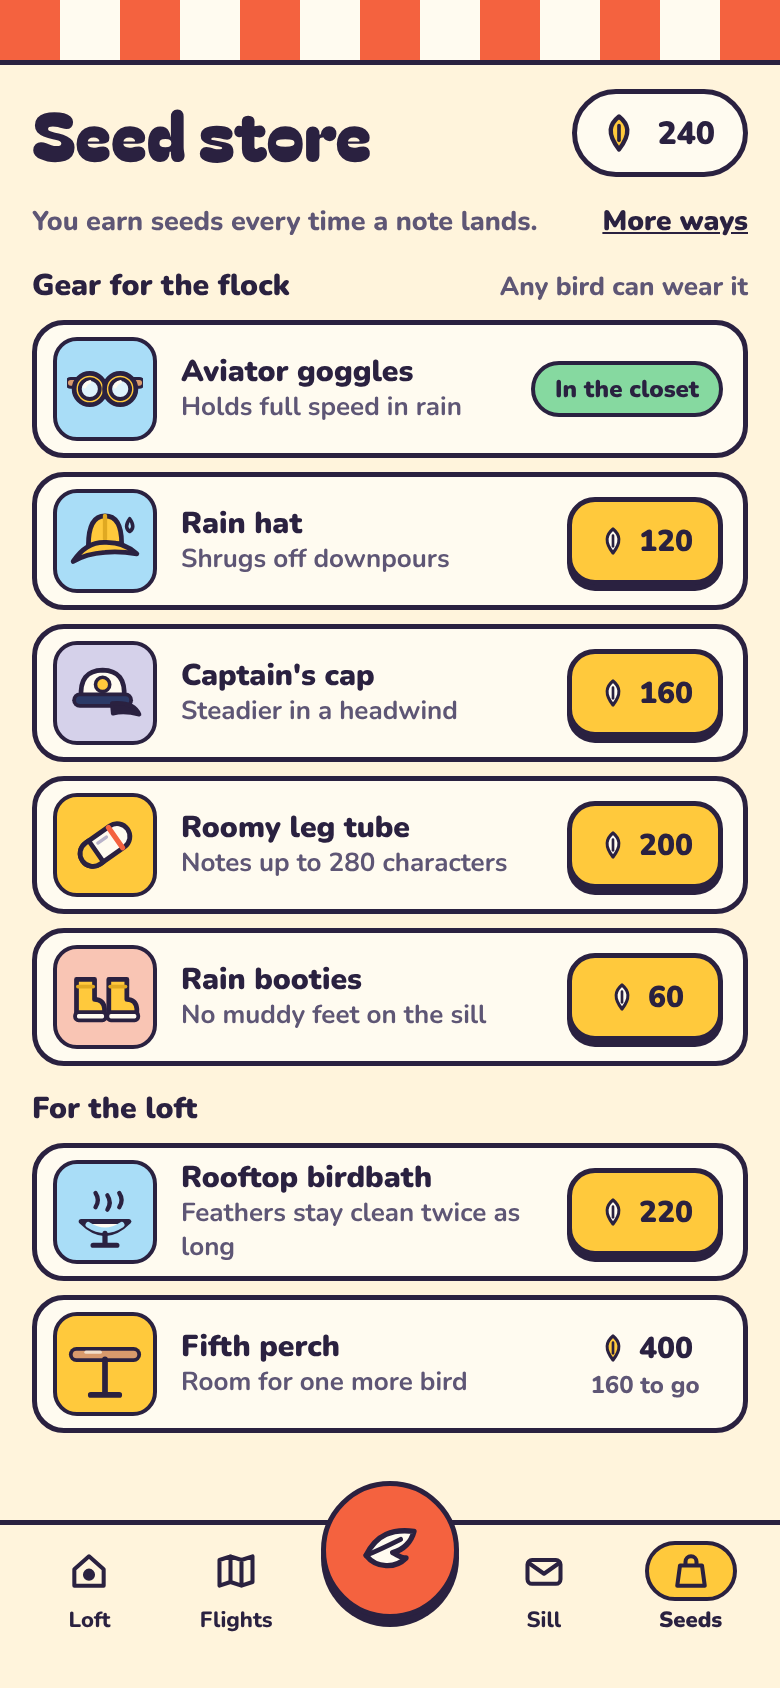 Seed store
240
You earn seeds every time a note lands.
More ways
Gear for the flock
Any bird can wear it
Aviator goggles
Holds full speed in rain
In the closet
Rain hat
Shrugs off downpours
120
Captain's cap
Steadier in a headwind
160
Roomy leg tube
Notes up to 280 characters
200
Rain booties
No muddy feet on the sill
60
For the loft
Rooftop birdbath
Feathers stay clean twice as
long
220
Fifth perch
Room for one more bird
400
160 to go
Loft
Flights
Sill
Seeds